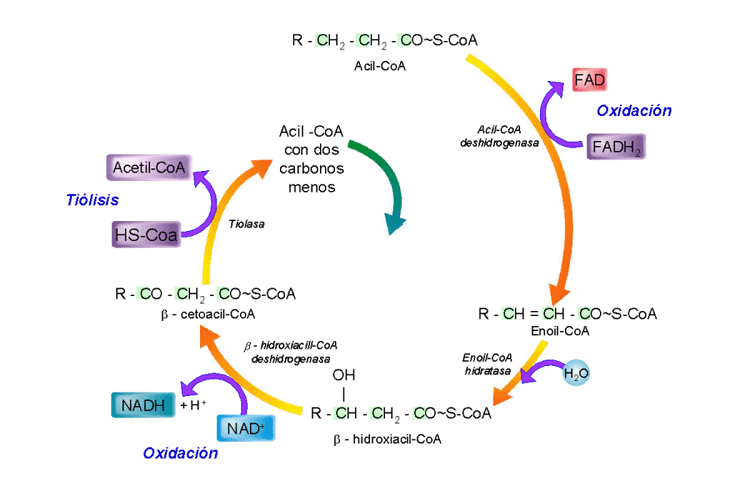 R - CH₂ - CH₂ - CO~S-CoA
Acil-CoA
FAD
Oxidación
Acil-CoA
deshidrogenasa
FADH₂
Acil -CoA
con dos
carbonos
menos
Acetil-CoA
Tiólisis
HS-Coa
Tiolasa
R - CO - CH₂ - CO~S-CoA
β - cetoacil-CoA
R - CH = CH - CO~S-CoA
Enoil-CoA
Enoil-CoA
hidratasa
H₂O
β - hidroxiacill-CoA
deshidrogenasa
OH
R - CH - CH₂ - CO~S-CoA
β - hidroxiacil-CoA
NADH + H⁺
NAD⁺
Oxidación